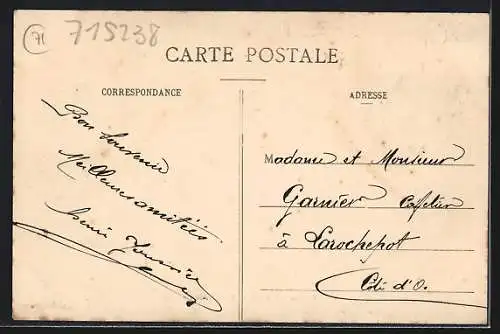 71 715238
CARTE POSTALE
CORRESPONDANCE
Bon souvenir
Meilleures amitiés
ADRESSE
Madame et Monsieur
Garnier Cafetier
à Larochepot
Côte d'O.